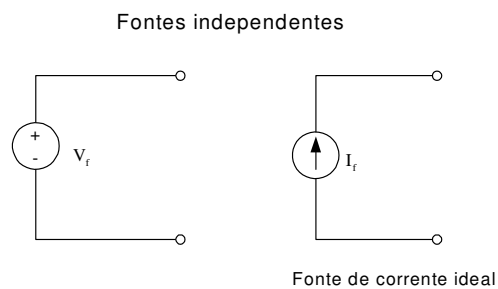 Fontes independentes
+
-
V_f
I_f
Fonte de corrente ideal